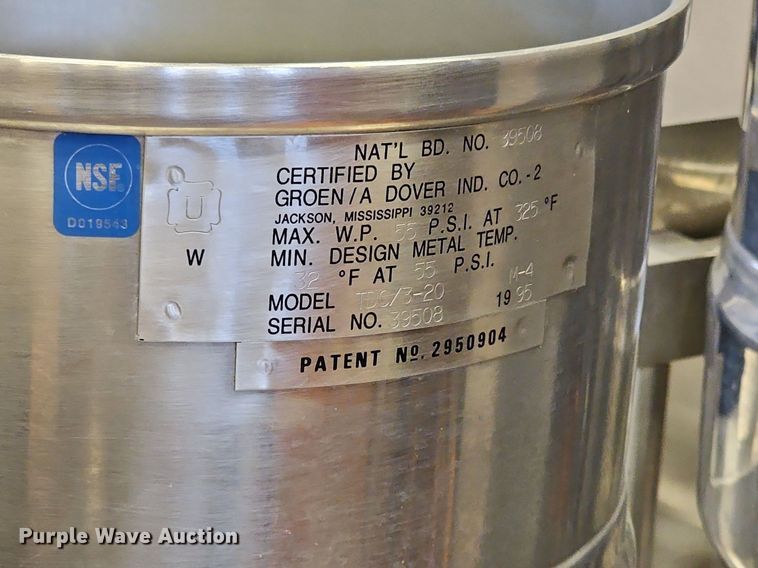 NSF.
D019543
U
W
NAT'L BD. NO. 39508
CERTIFIED BY
GROEN/A DOVER IND. CO.-2
JACKSON, MISSISSIPPI 39212
MAX. W.P. 55 P.S.I. AT 325 °F
MIN. DESIGN METAL TEMP.
32 °F AT 55 P.S.I.
M-4
MODEL TDC/3-20 1995
SERIAL NO. 39508
PATENT No. 2950904
Purple Wave Auction